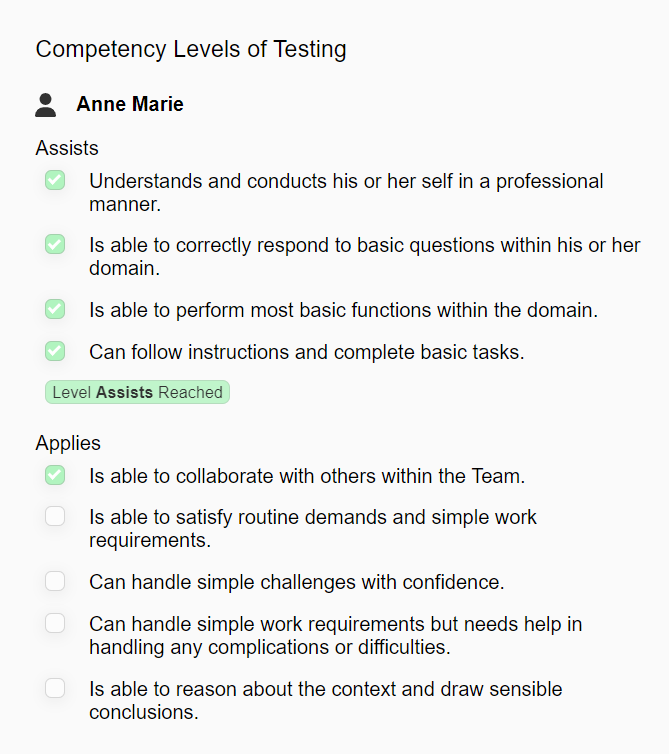 Competency Levels of Testing
Anne Marie
Assists
Understands and conducts his or her self in a professional
manner.
Is able to correctly respond to basic questions within his or her
domain.
Is able to perform most basic functions within the domain.
Can follow instructions and complete basic tasks.
Level Assists Reached
Applies
Is able to collaborate with others within the Team.
Is able to satisfy routine demands and simple work
requirements.
Can handle simple challenges with confidence.
Can handle simple work requirements but needs help in
handling any complications or difficulties.
Is able to reason about the context and draw sensible
conclusions.